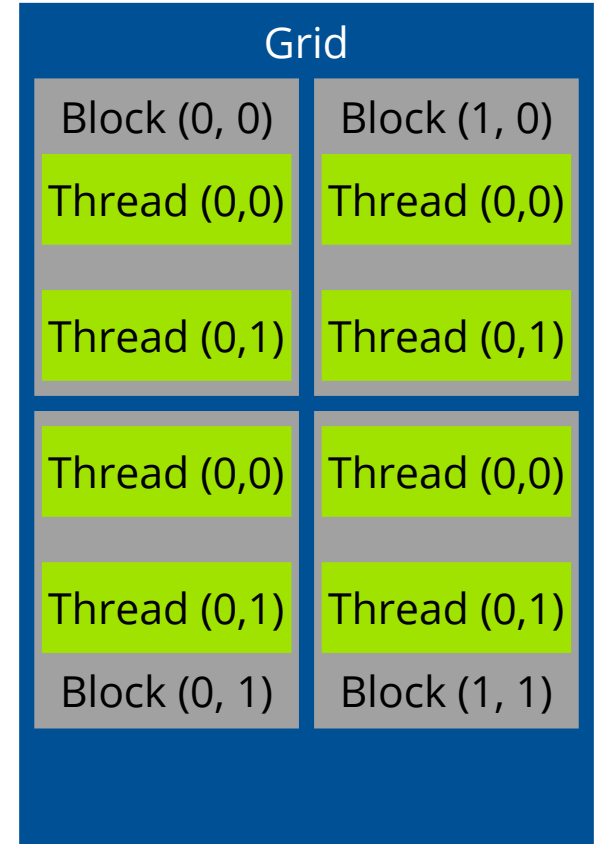 Grid
Block (0, 0) Block (1, 0)
Thread (0,0) Thread (0,0)
Thread (0,1) Thread (0,1)
Thread (0,0) Thread (0,0)
Thread (0,1) Thread (0,1)
Block (0, 1) Block (1, 1)